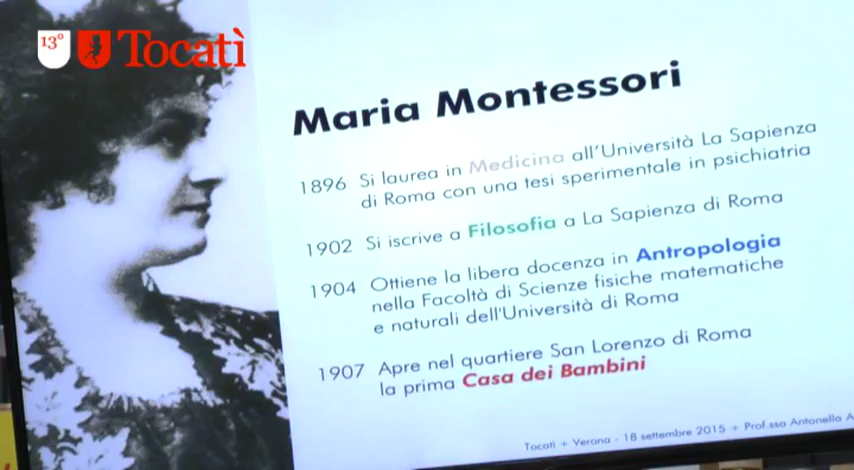 13°
Tocatì
Maria Montessori
1896 Si laurea in Medicina all'Università La Sapienza
di Roma con una tesi sperimentale in psichiatria
1902 Si iscrive a Filosofia a La Sapienza di Roma
1904 Ottiene la libera docenza in Antropologia
nella Facoltà di Scienze fisiche matematiche
e naturali dell'Università di Roma
1907 Apre nel quartiere San Lorenzo di Roma
la prima Casa dei Bambini
Tocatì + Verona - 18 settembre 2015 + Prof.ssa Antonella A